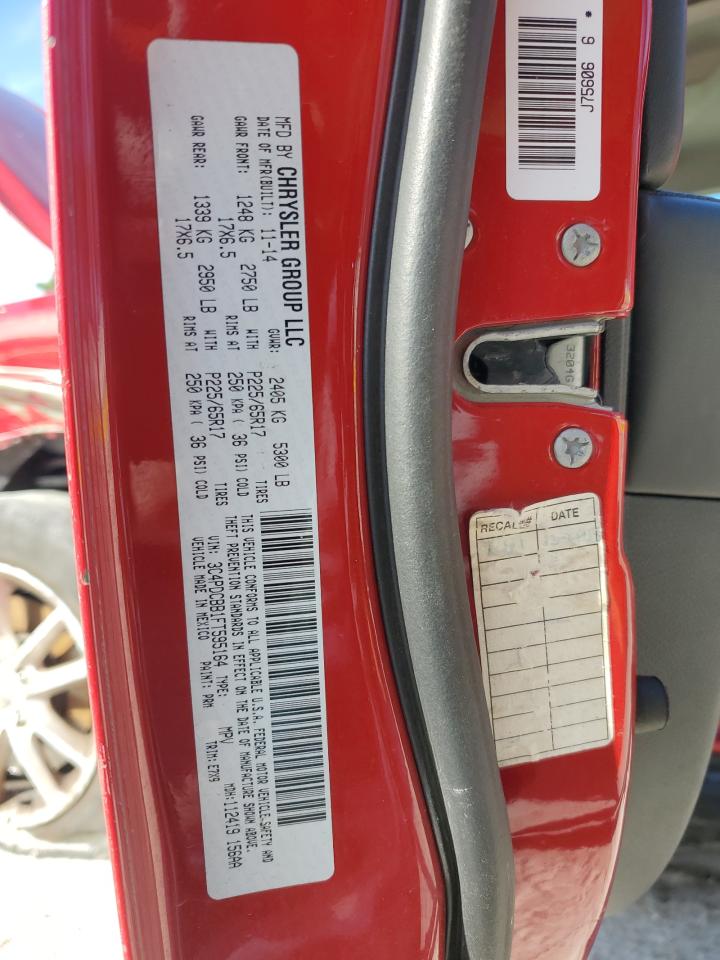 MFD BY CHRYSLER GROUP LLC
DATE OF MFR(BUILT): 11-14 GVWR: 2405 KG 5300 LB
GAWR FRONT: 1248 KG 2750 LB WITH P225/65R17 TIRES
17X6.5 RIMS AT 250 KPA ( 36 PSI) COLD
GAWR REAR: 1339 KG 2950 LB WITH P225/65R17 TIRES
17X6.5 RIMS AT 250 KPA ( 36 PSI) COLD
THIS VEHICLE CONFORMS TO ALL APPLICABLE U.S.A. FEDERAL MOTOR VEHICLE SAFETY AND
THEFT PREVENTION STANDARDS IN EFFECT ON THE DATE OF MANUFACTURE SHOWN ABOVE.
VIN: 3C4PDCBB1FT595164 TYPE: MPV MDH:112419 156AA
VEHICLE MADE IN MEXICO PAINT: PRM TRIM: E7X9
J75606 6 *
3204G
RECALL DATE